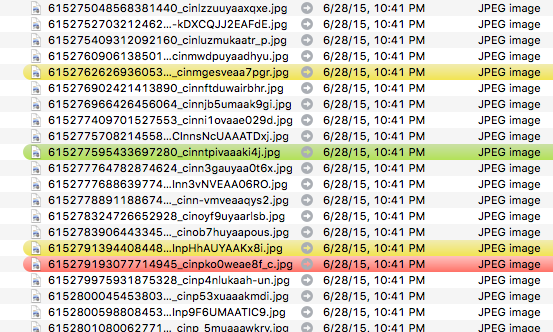 615275048568381440_cinlzzuyaaxqxe.jpg 6/28/15, 10:41 PM JPEG image
6152752703212462...-kDXCQJJ2EAFdE.jpg 6/28/15, 10:41 PM JPEG image
615275409312092160_cinluzmukaatr_p.jpg 6/28/15, 10:41 PM JPEG image
615276090613850​1..._cinmwdpuyaadhyu.jpg 6/28/15, 10:41 PM JPEG image
6152762626936053..._cinmgesveaa7pgr.jpg 6/28/15, 10:41 PM JPEG image
615276902421413890_cinnftduwairbhr.jpg 6/28/15, 10:41 PM JPEG image
615276966426456064_cinnjb5umaak9gi.jpg 6/28/15, 10:41 PM JPEG image
615277409701527553_cinni1ovaae029d.jpg 6/28/15, 10:41 PM JPEG image
6152775708214558...CInnsNcUAAATDxj.jpg 6/28/15, 10:41 PM JPEG image
615277595433697280_cinntpivaaaki4j.jpg 6/28/15, 10:41 PM JPEG image
615277764782874624_cinn3gauyaa0t6x.jpg 6/28/15, 10:41 PM JPEG image
6152777688639774...Inn3vNVEAA06RO.jpg 6/28/15, 10:41 PM JPEG image
6152778891188674..._cinn-vmveaaqys2.jpg 6/28/15, 10:41 PM JPEG image
615278324726652928_cinoyf9uyaarlsb.jpg 6/28/15, 10:41 PM JPEG image
6152783906443345..._cinob7huyaapous.jpg 6/28/15, 10:41 PM JPEG image
6152791394408448...InpHhAUYAAKx8i.jpg 6/28/15, 10:41 PM JPEG image
615279193077714945_cinpko0weae8f_c.jpg 6/28/15, 10:41 PM JPEG image
615279975931875328_cinp4nlukaah-un.jpg 6/28/15, 10:41 PM JPEG image
6152800045453803..._cinp53xuaaakmdi.jpg 6/28/15, 10:41 PM JPEG image
6152800598808453...Inp9F6UMAATIC9.jpg 6/28/15, 10:41 PM JPEG image
6152801080062771..._cinp_5muaaawkrv.jpg 6/28/15, 10:41 PM JPEG image